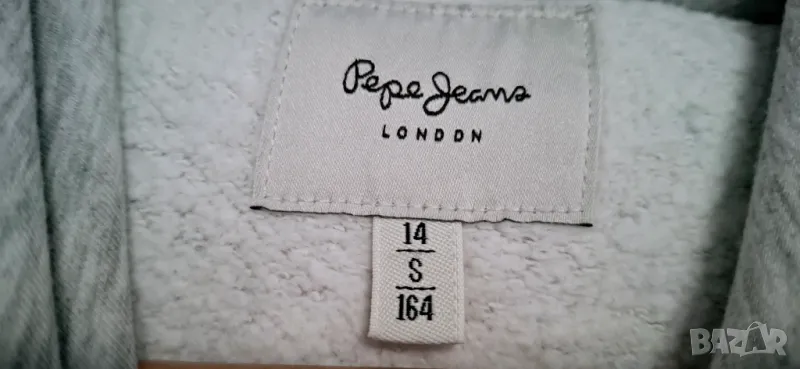 Pepe Jeans
LONDON
14
S
164
BAZAR